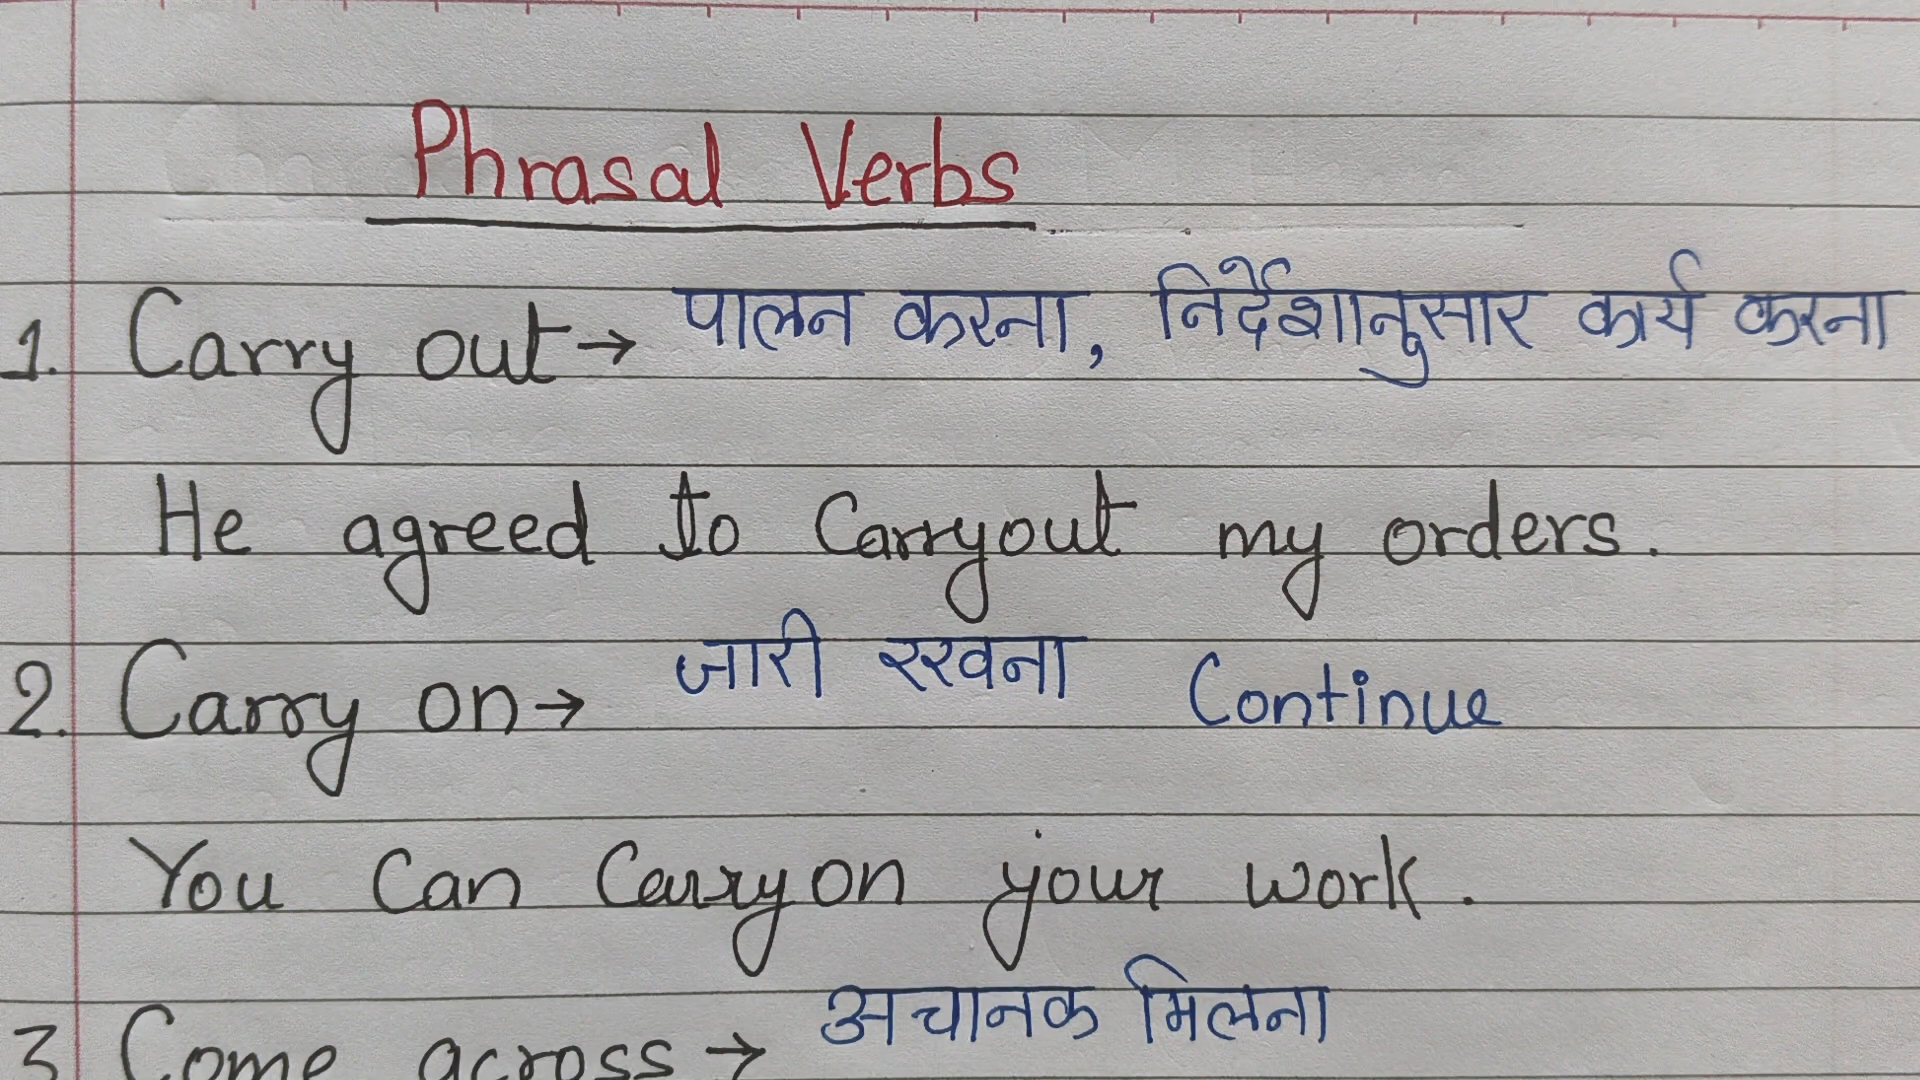 Phrasal Verbs
1. Carry out → पालन करना, निर्देशानुसार कार्य करना
He agreed to Carryout my orders.
2. Carry on → जारी रखना Continue
You Can Carryon your work.
3 Come across → अचानक मिलना